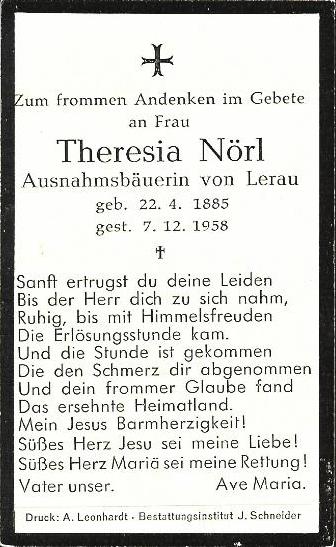 Zum frommen Andenken im Gebete
an Frau
Theresia Nörl
Ausnahmsbäuerin von Lerau
geb. 22. 4. 1885
gest. 7. 12. 1958
Sanft ertrugst du deine Leiden
Bis der Herr dich zu sich nahm,
Ruhig, bis mit Himmelsfreuden
Die Erlösungsstunde kam.
Und die Stunde ist gekommen
Die den Schmerz dir abgenommen
Und dein frommer Glaube fand
Das ersehnte Heimatland.
Mein Jesus Barmherzigkeit!
Süßes Herz Jesu sei meine Liebe!
Süßes Herz Mariä sei meine Rettung!
Vater unser. Ave Maria.
Druck: A. Leonhardt - Bestattungsinstitut J. Schneider